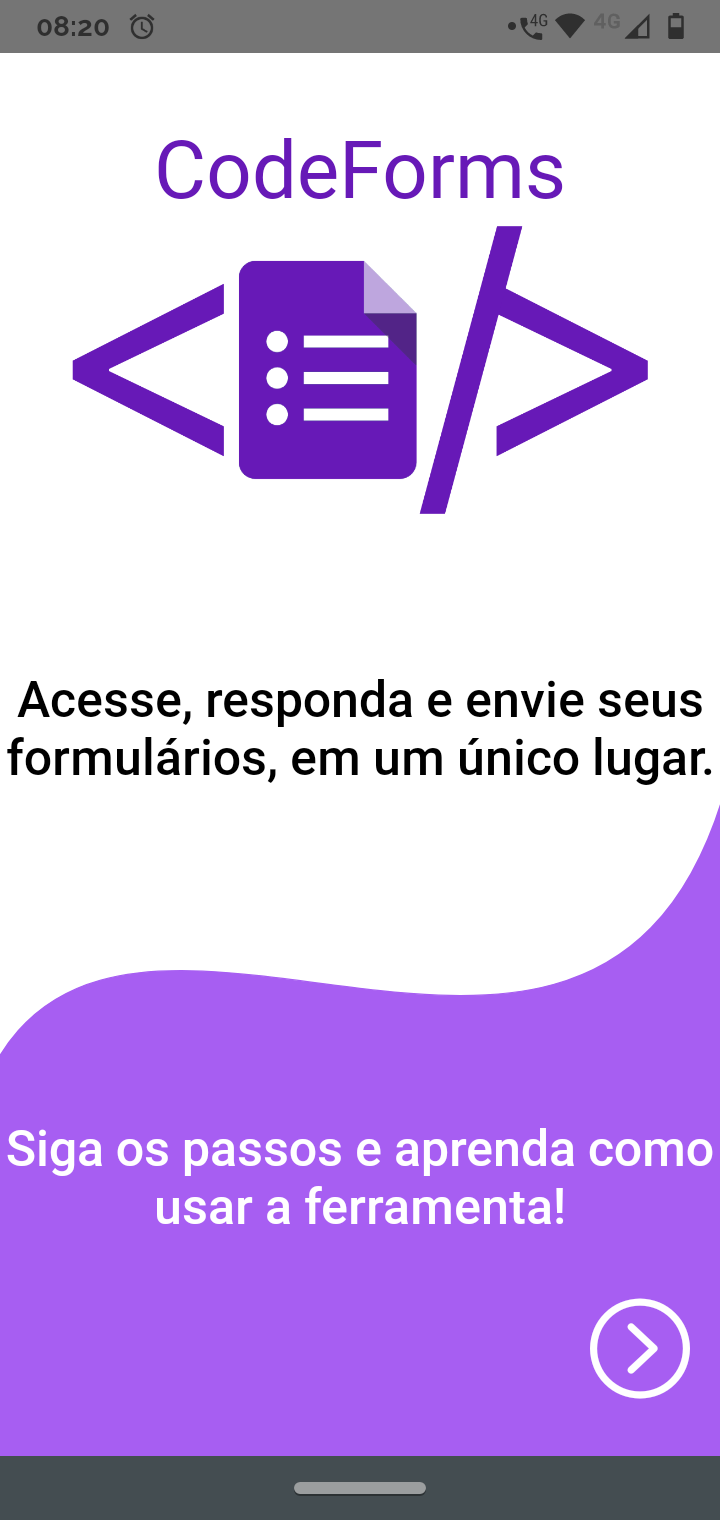 08:20
4G 4G
CodeForms
Acesse, responda e envie seus
formulários, em um único lugar.
Siga os passos e aprenda como
usar a ferramenta!